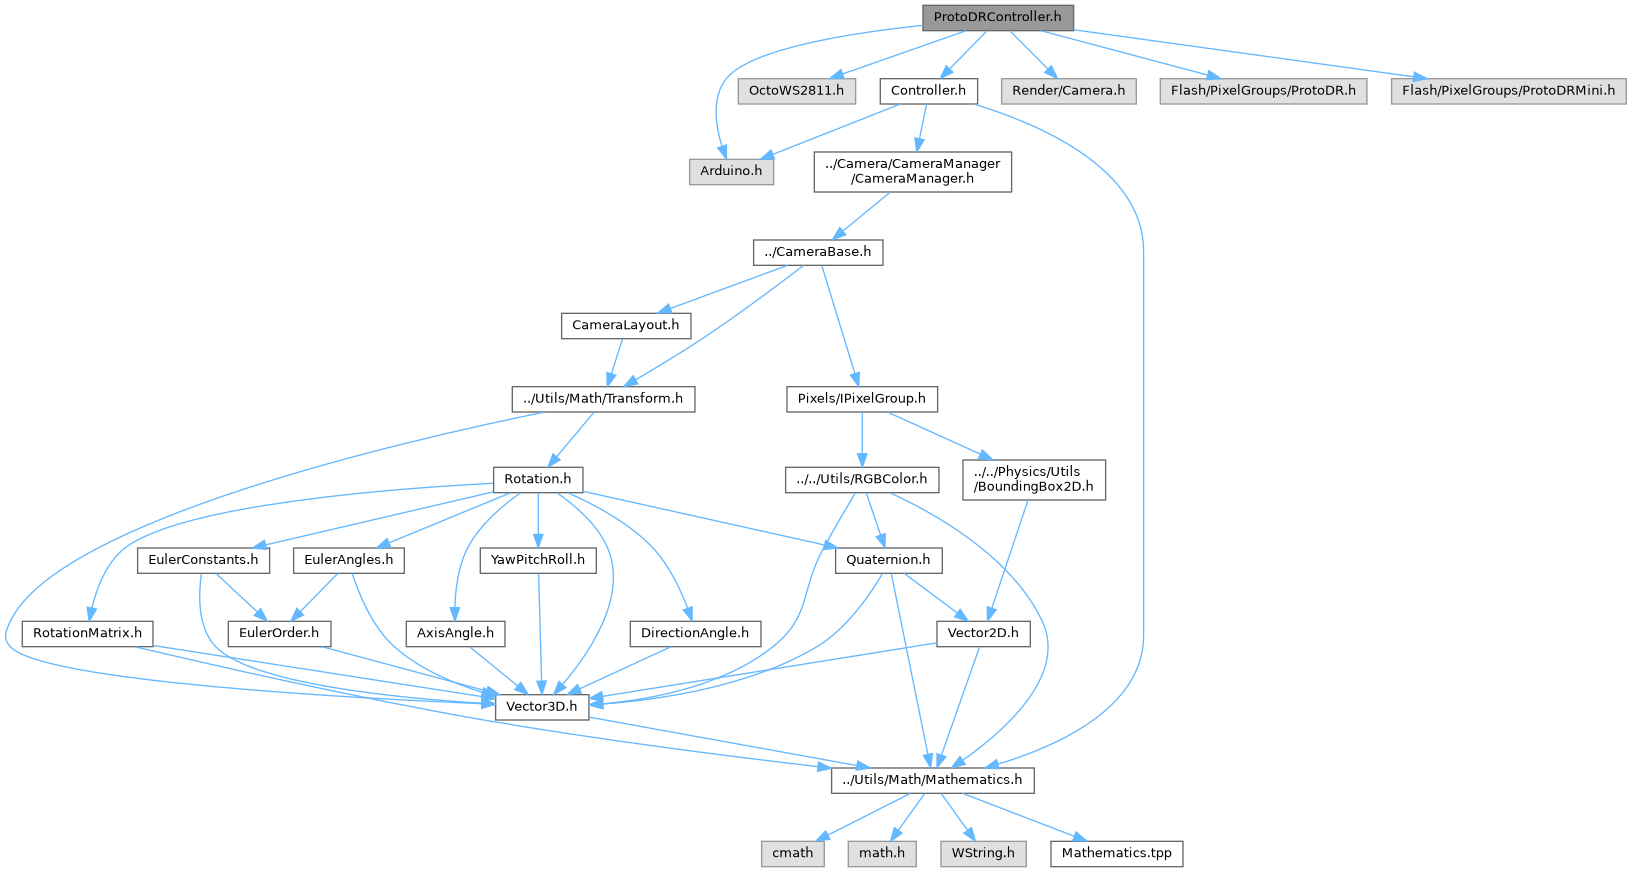 ProtoDRController.h
OctoWS2811.h
Controller.h
Render/Camera.h
Flash/PixelGroups/ProtoDR.h
Flash/PixelGroups/ProtoDRMini.h
Arduino.h
../Camera/CameraManager
/CameraManager.h
../CameraBase.h
CameraLayout.h
../Utils/Math/Transform.h
Pixels/IPixelGroup.h
Rotation.h
../../Utils/RGBColor.h
../../Physics/Utils
/BoundingBox2D.h
EulerConstants.h
EulerAngles.h
YawPitchRoll.h
Quaternion.h
RotationMatrix.h
EulerOrder.h
AxisAngle.h
DirectionAngle.h
Vector2D.h
Vector3D.h
../Utils/Math/Mathematics.h
cmath
math.h
WString.h
Mathematics.tpp